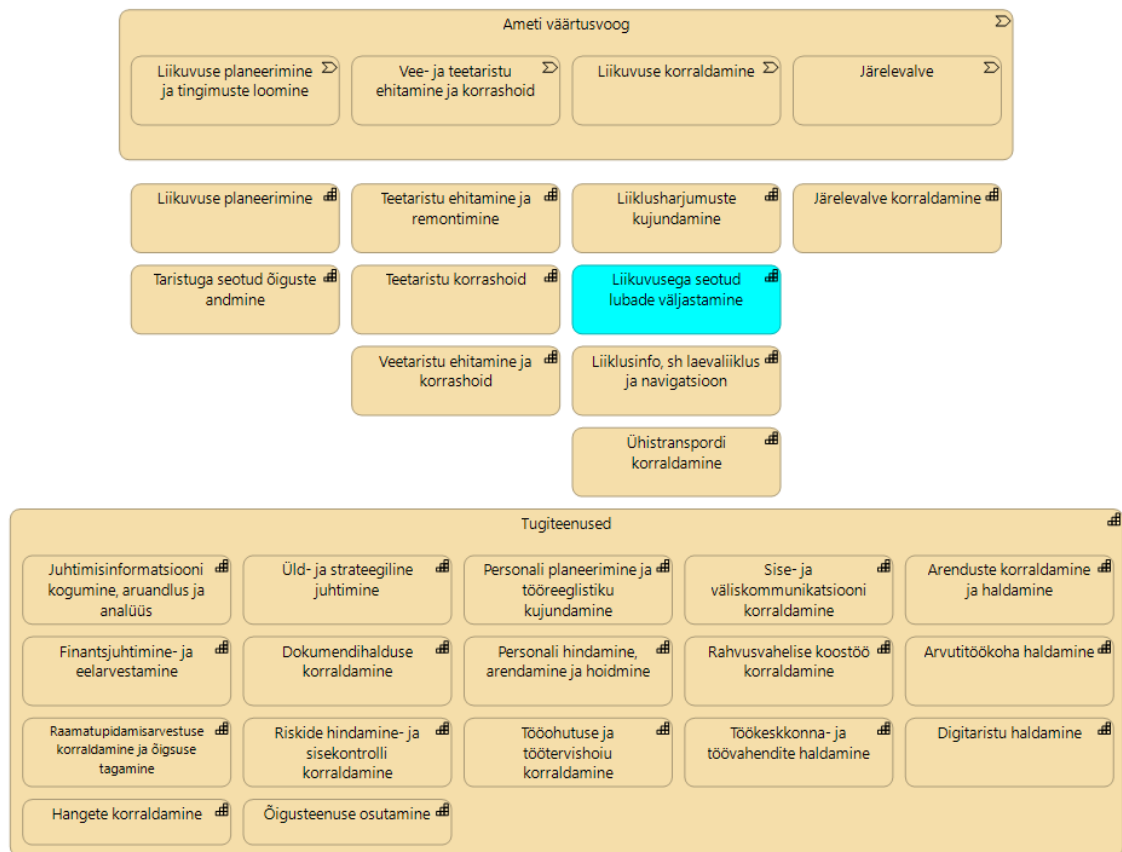 Ameti väärtusvoog
Liikuvuse planeerimine
ja tingimuste loomine
Vee- ja teetaristu
ehitamine ja korrashoid
Liikuvuse korraldamine
Järelevalve
Liikuvuse planeerimine
Teetaristu ehitamine ja
remontimine
Liiklusharjumuste
kujundamine
Järelevalve korraldamine
Taristuga seotud õiguste
andmine
Teetaristu korrashoid
Liikuvusega seotud
lubade väljastamine
Veetaristu ehitamine ja
korrashoid
Liiklusinfo, sh laevaliiklus
ja navigatsioon
Ühistranspordi
korraldamine
Tugiteenused
Juhtimisinformatsiooni
kogumine, aruandlus ja
analüüs
Üld- ja strateegiline
juhtimine
Personali planeerimine ja
tööreeglistiku
kujundamine
Sise- ja
väliskommunikatsiooni
korraldamine
Arenduste korraldamine
ja haldamine
Finantsjuhtimine- ja
eelarvestamine
Dokumendihalduse
korraldamine
Personali hindamine,
arendamine ja hoidmine
Rahvusvahelise koostöö
korraldamine
Arvutitöökoha haldamine
Raamatupidamisarvestuse
korraldamine ja õigsuse
tagamine
Riskide hindamine- ja
sisekontrolli
korraldamine
Tööohutuse ja
töötervishoiu
korraldamine
Töökeskkonna- ja
töövahendite haldamine
Digitaristu haldamine
Hangete korraldamine
Õigusteenuse osutamine